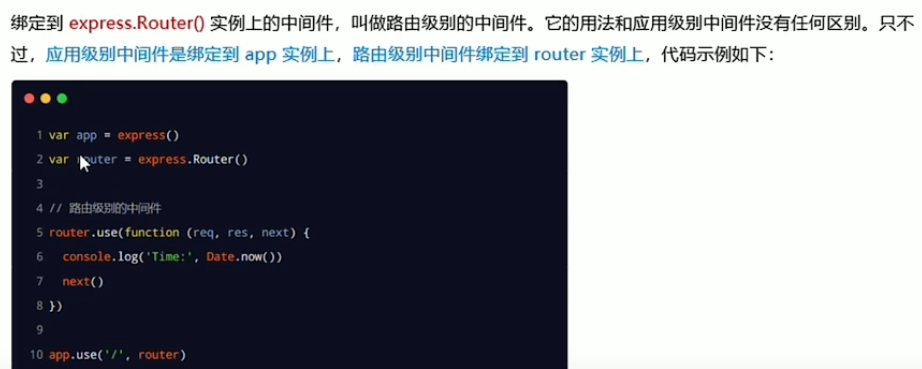 绑定到 express.Router() 实例上的中间件，叫做路由级别的中间件。它的用法和应用级别中间件没有任何区别。只不
过，应用级别中间件是绑定到 app 实例上，路由级别中间件绑定到 router 实例上，代码示例如下：
1 var app = express()
2 var router = express.Router()
3
4 // 路由级别的中间件
5 router.use(function (req, res, next) {
6   console.log('Time:', Date.now())
7   next()
8 })
9
10 app.use('/', router)